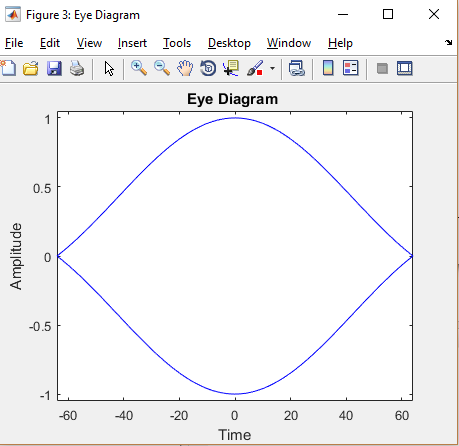 Figure 3: Eye Diagram
File Edit View Insert Tools Desktop Window Help
Eye Diagram
1
0.5
0
-0.5
-1
Amplitude
-60 -40 -20 0 20 40 60
Time